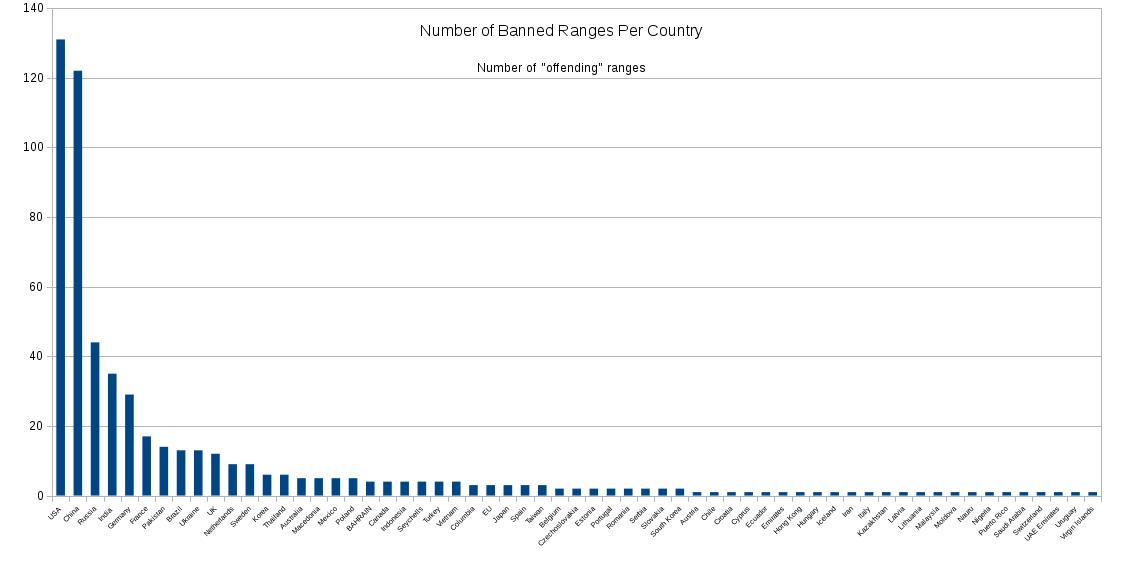 Number of Banned Ranges Per Country
Number of "offending" ranges
140
120
100
80
60
40
20
0
USA
China
Russia
India
Germany
France
Pakistan
Brazil
Ukraine
UK
Netherlands
Sweden
Korea
Thailand
Australia
Macedonia
Mexico
Poland
BAHRAIN
Canada
Indonesia
Seychells
Turkey
Vietnam
Columbia
EU
Japan
Spain
Taiwan
Belgium
Czechoslovakia
Estonia
Portugal
Romania
Serbia
Slovakia
South Korea
Austria
Chile
Croatia
Cyprus
Ecuador
Emirates
Hong Kong
Hungary
Iceland
Iran
Italy
Kazakhstan
Latvia
Lithuania
Malaysia
Moldova
Nauru
Nigeria
Puerto Rico
Saudi Arabia
Switzerland
UAE Emirates
Uruguay
Virgin Islands